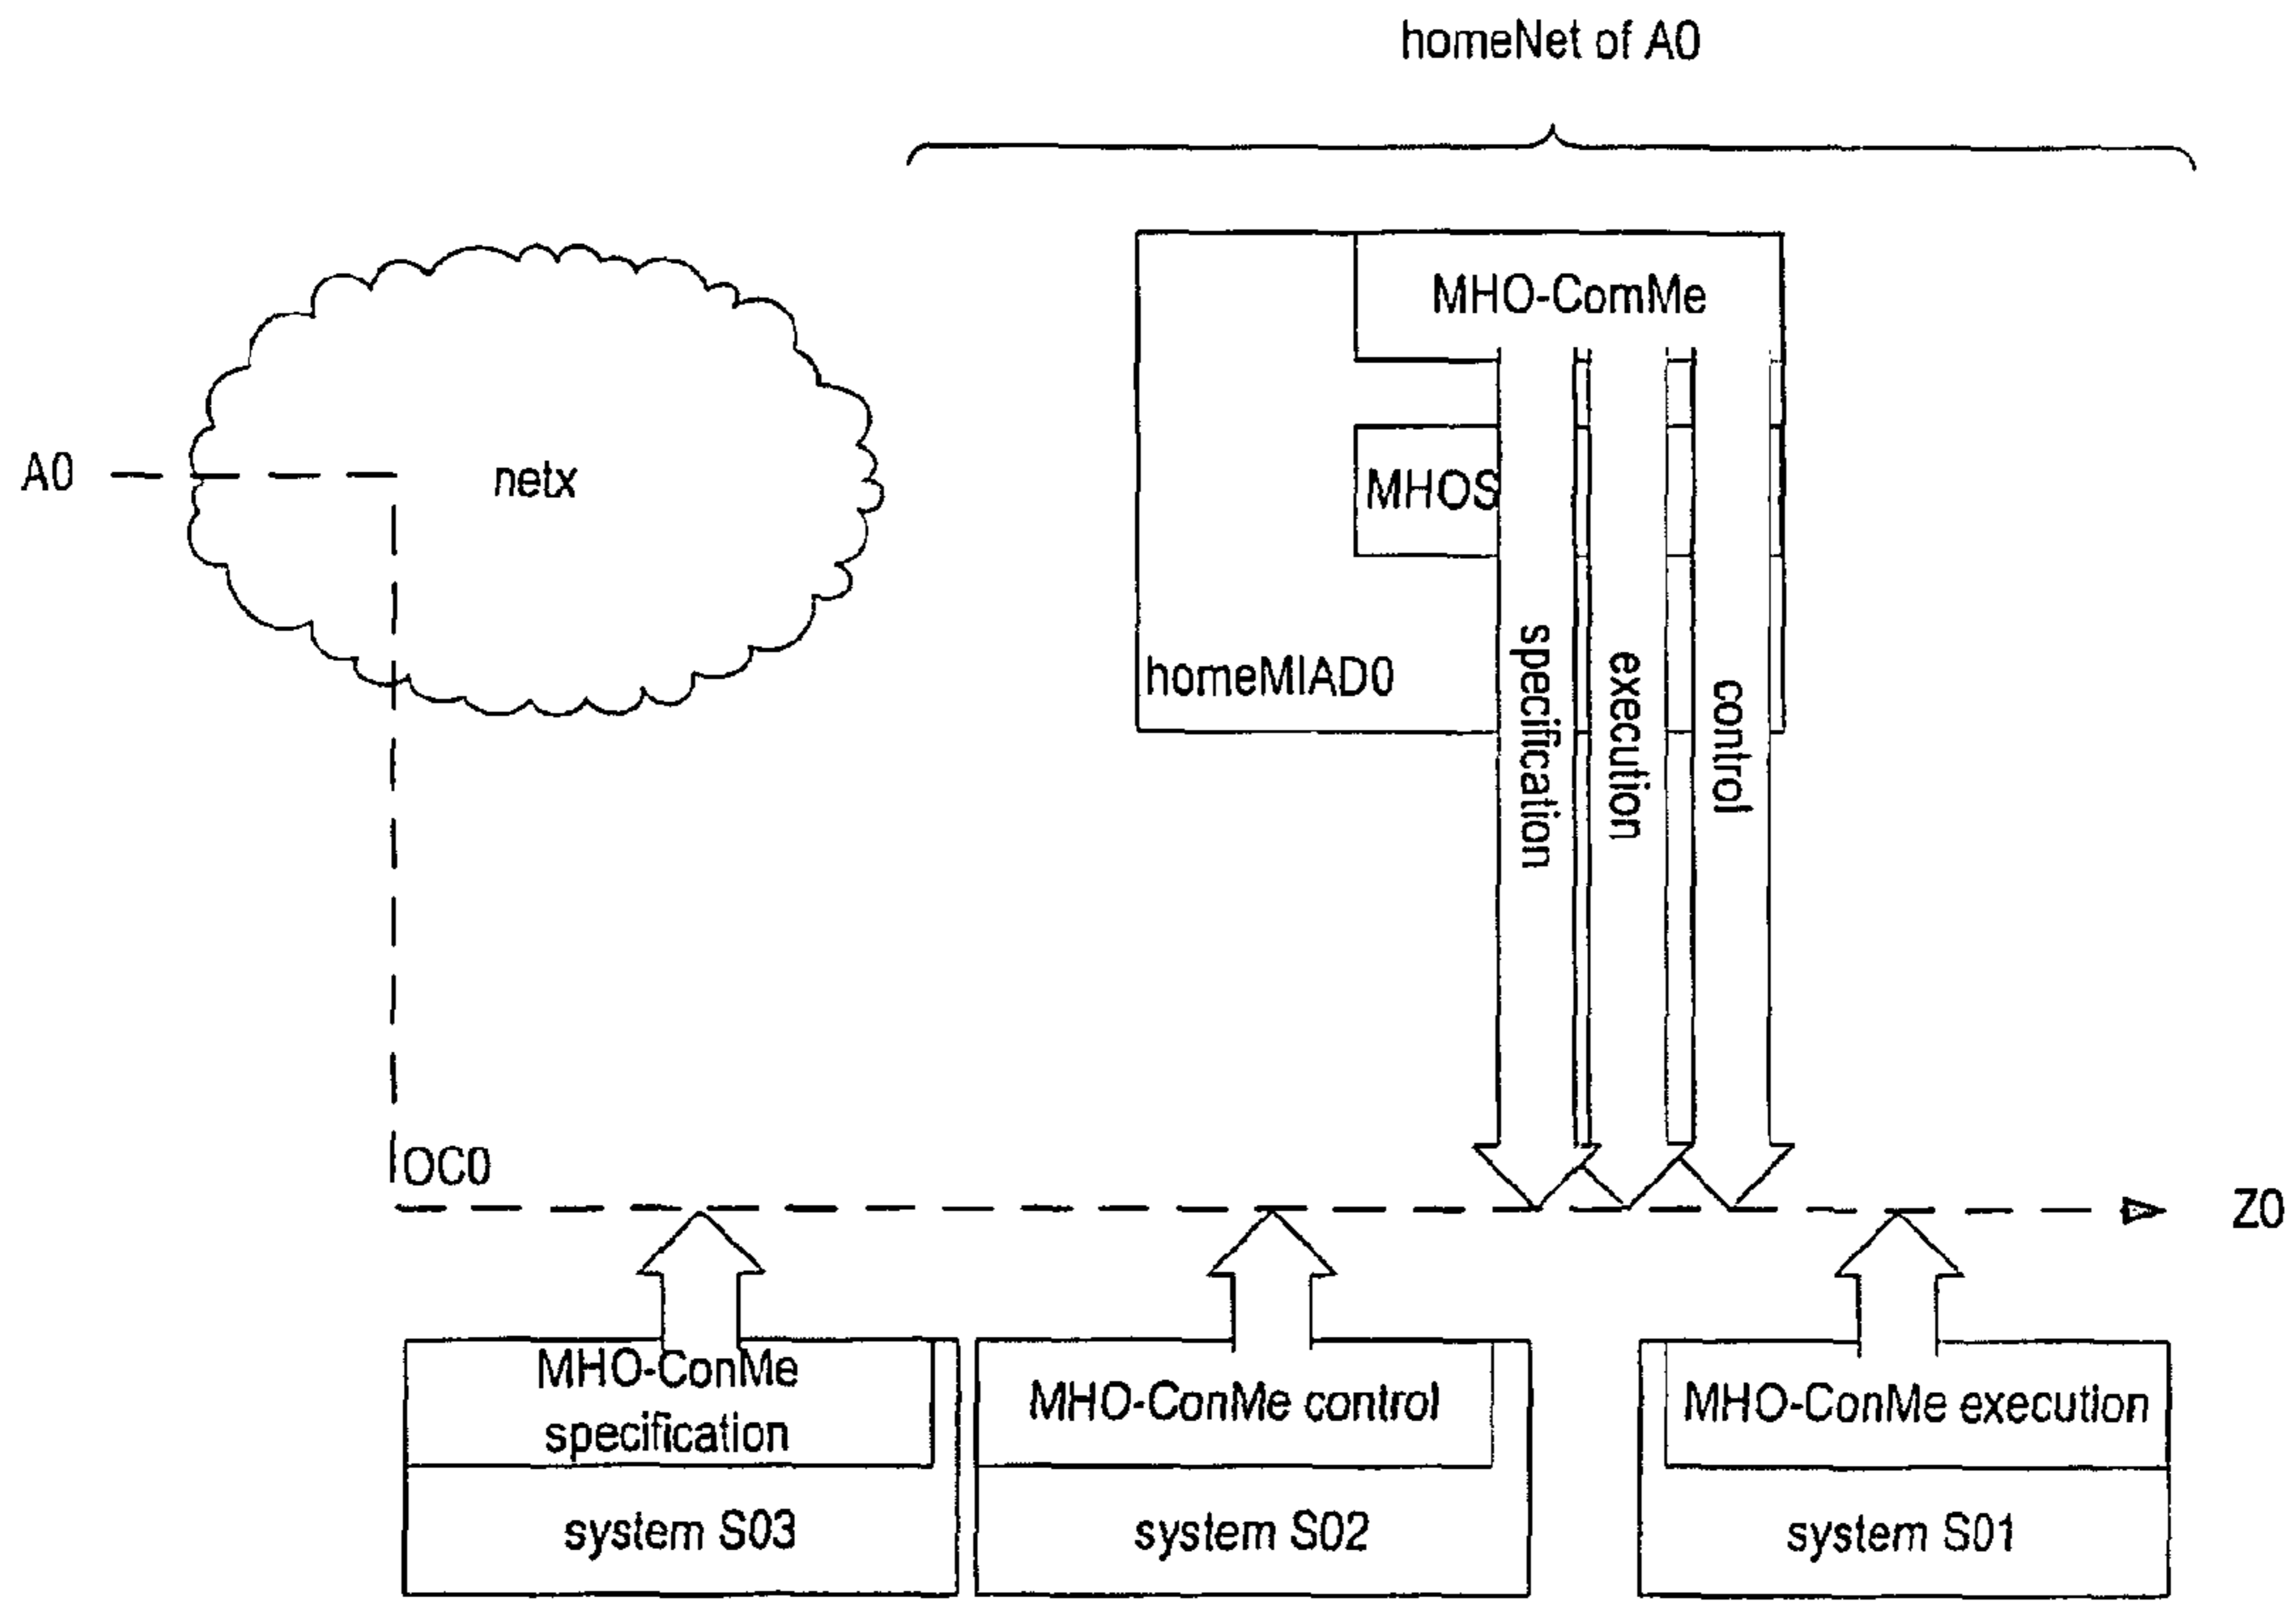 homeNet of A0
MHO-ComMe
A0
netx
MHOS
homeMIAD0
specification
execution
control
OC0
Z0
MHO-ConMe
specification
system S03
MHO-ConMe control
system S02
MHO-ConMe execution
system S01